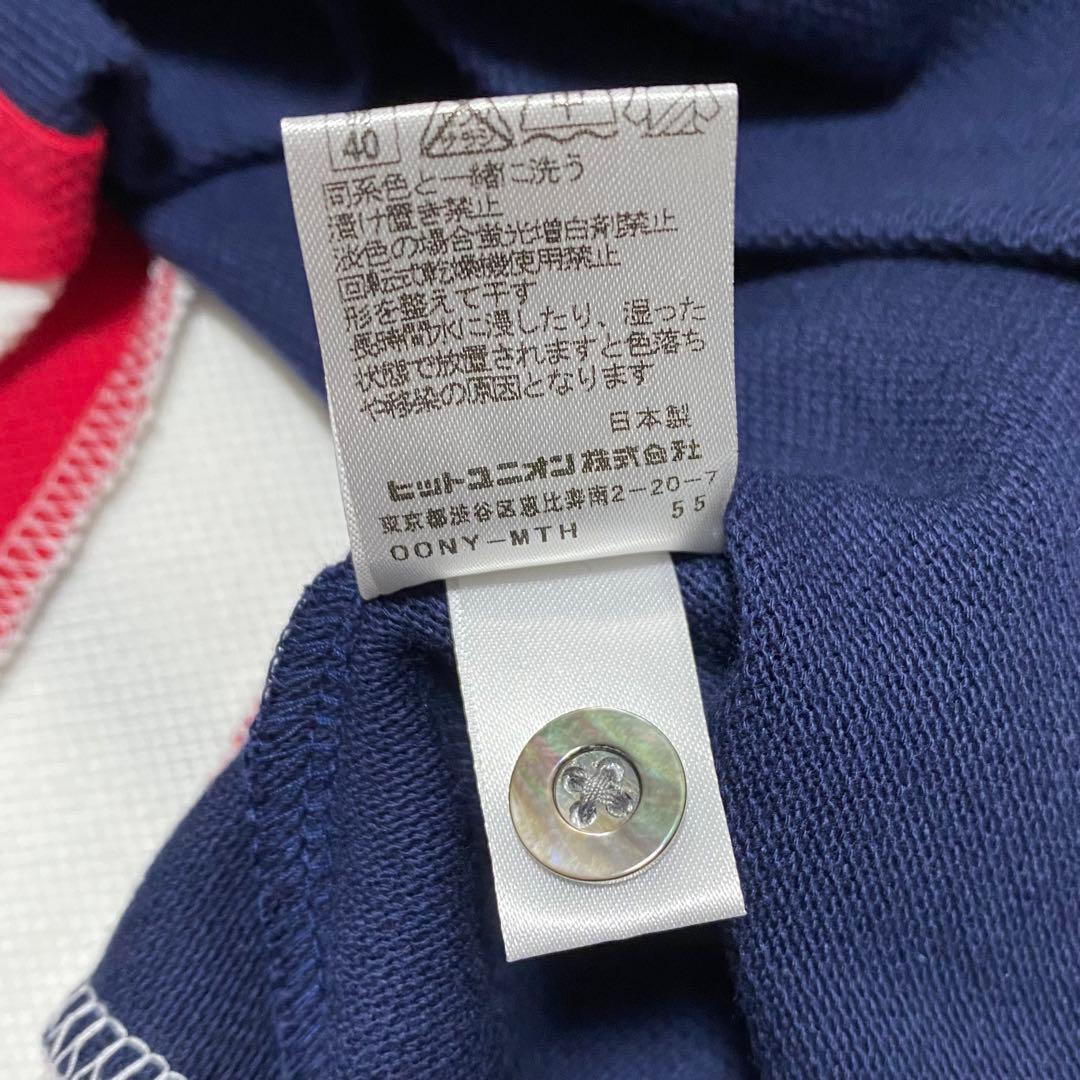 40
同系色と一緒に洗う
漬け置き禁止
淡色の場合蛍光増白剤禁止
回転式乾燥機使用禁止
形を整えて干す
長時間水に浸したり、湿った
状態で放置されますと色落ち
や移染の原因となります
日本製
ヒットユニオン株式会社
東京都渋谷区恵比寿南2-20-7
OONY-MTH 55